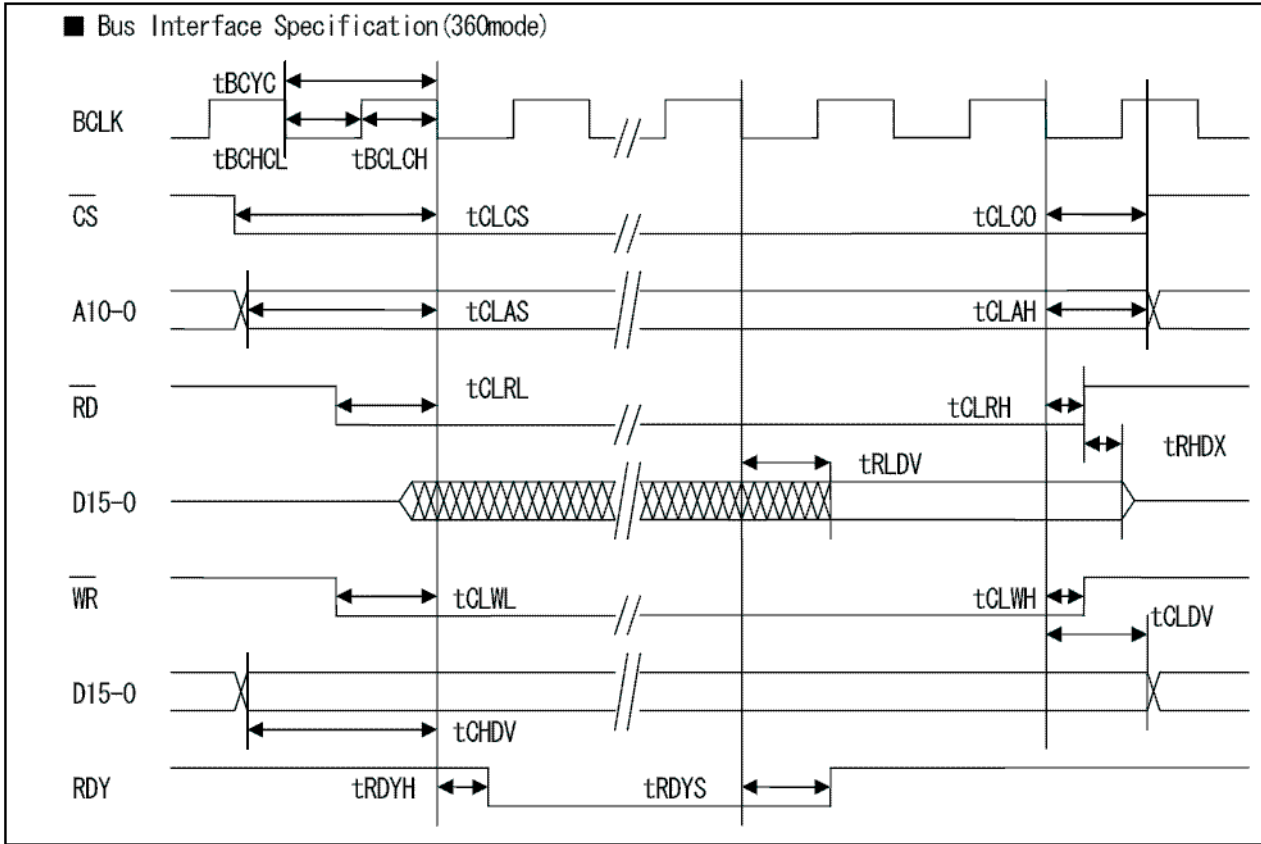 ■ Bus Interface Specification(360mode)
tBCYC
BCLK
tBCHCL tBCLCH
CS
tCLCS tCLCO
A10-0 tCLAS tCLAH
tCLRL
RD
tCLRH
tRHDX
tRLDV
D15-0
WR tCLWL tCLWH
tCLDV
D15-0
tCHDV
RDY tRDYH tRDYS